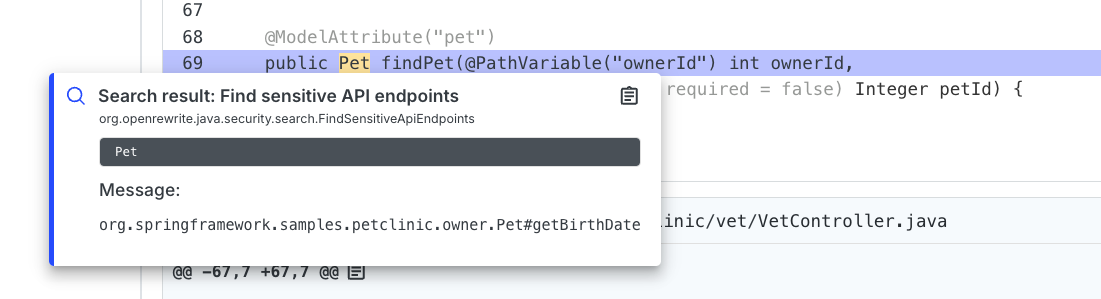 67
68 @ModelAttribute("pet")
69 public Pet findPet(@PathVariable("ownerId") int ownerId,
required = false) Integer petId) {
Search result: Find sensitive API endpoints
org.openrewrite.java.security.search.FindSensitiveApiEndpoints
Pet
Message:
org.springframework.samples.petclinic.owner.Pet#getBirthDate
inic/vet/VetController.java
@@ -67,7 +67,7 @@